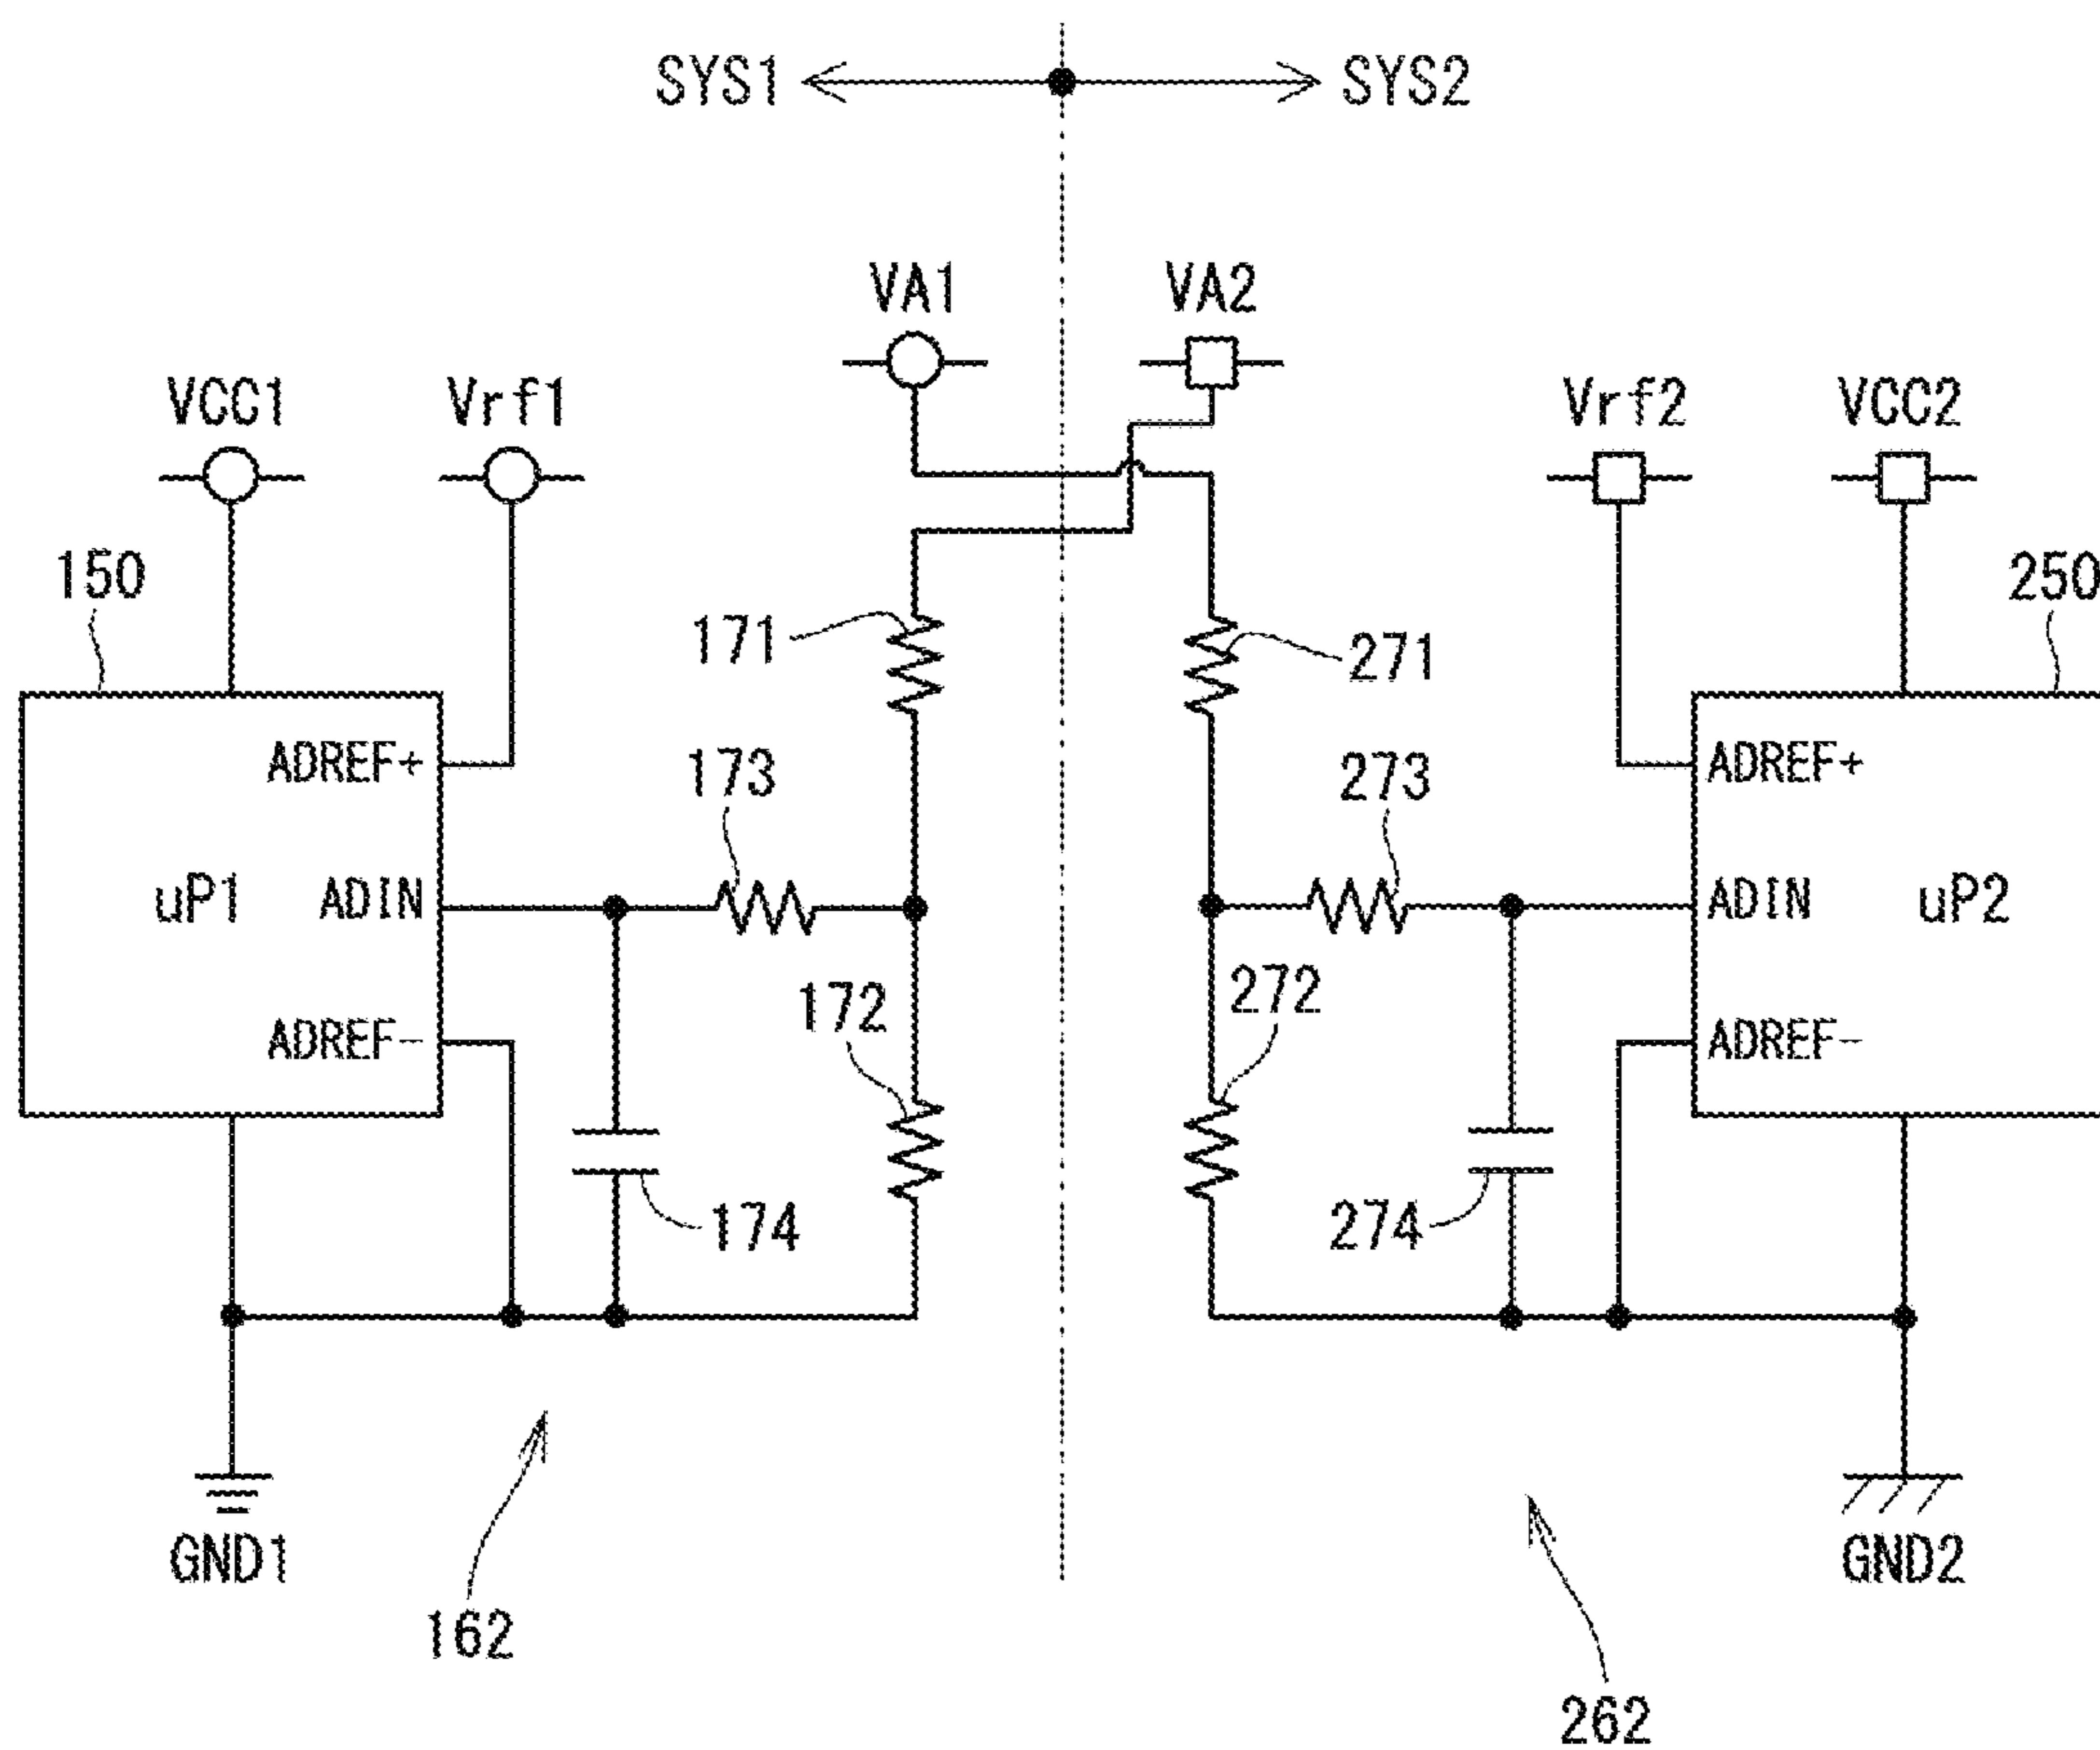 SYS1 SYS2
VA1 VA2
VCC1 Vrf1 Vrf2 VCC2
150 250
171 271
ADREF+ 173 273 ADREF+
uP1 ADIN ADIN uP2
172 272
ADREF- ADREF-
174 274
GND1 GND2
162
262